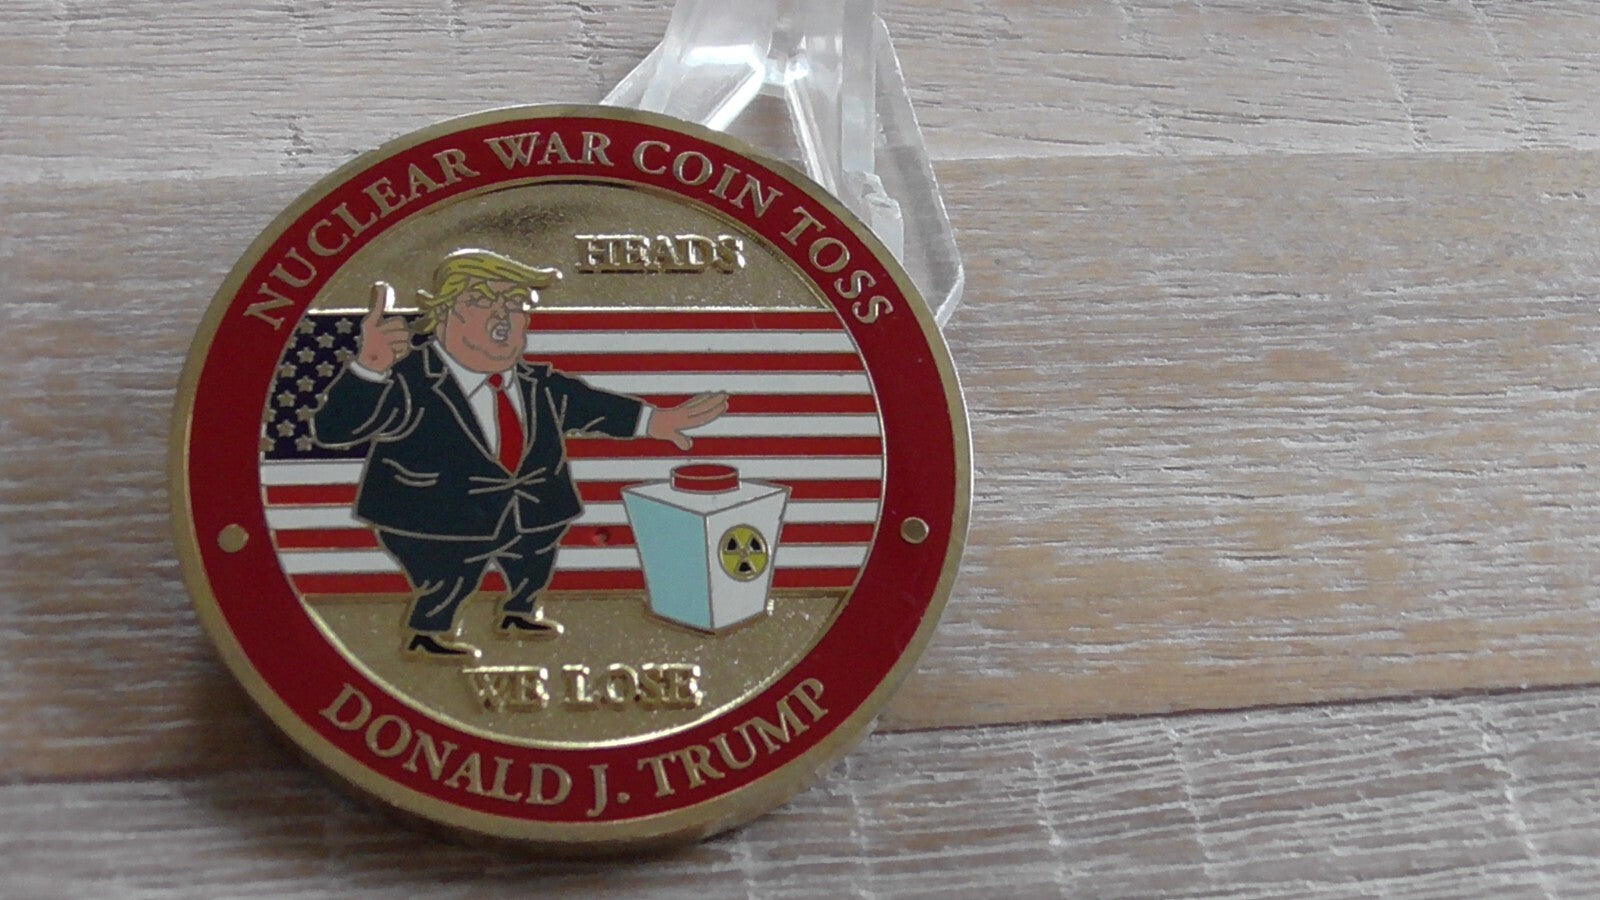 NUCLEAR WAR COIN TOSS
HEADS
WE LOSE
DONALD J. TRUMP